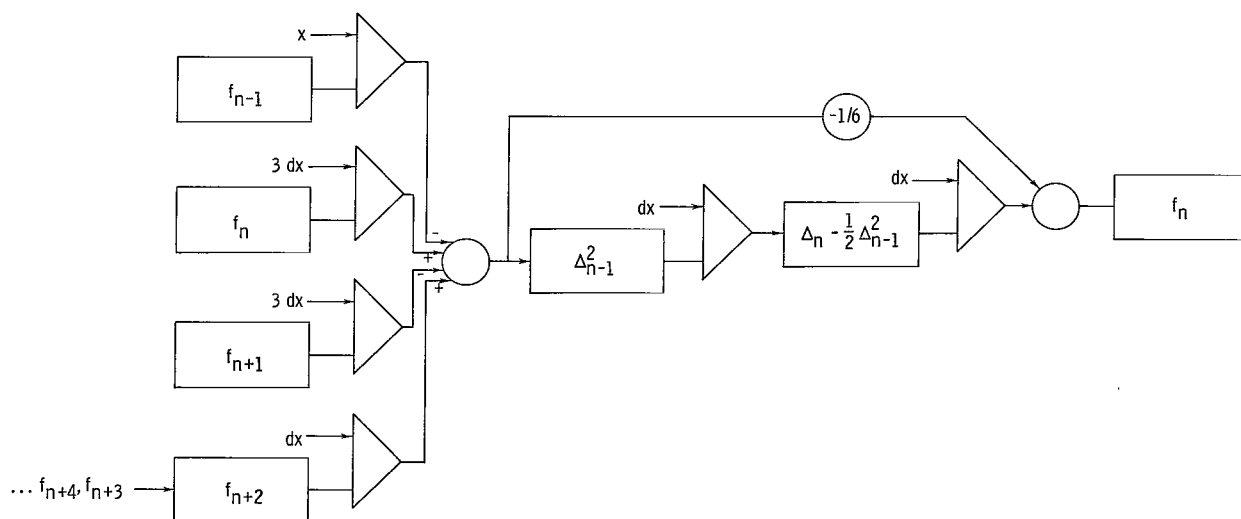 x
f_{n-1}
3 dx
f_n
3 dx
f_{n+1}
dx
... f_{n+4}, f_{n+3}
f_{n+2}
-
+
-
+
Δ²_{n-1}
dx
Δ_n - 1/2 Δ²_{n-1}
-1/6
dx
f_n